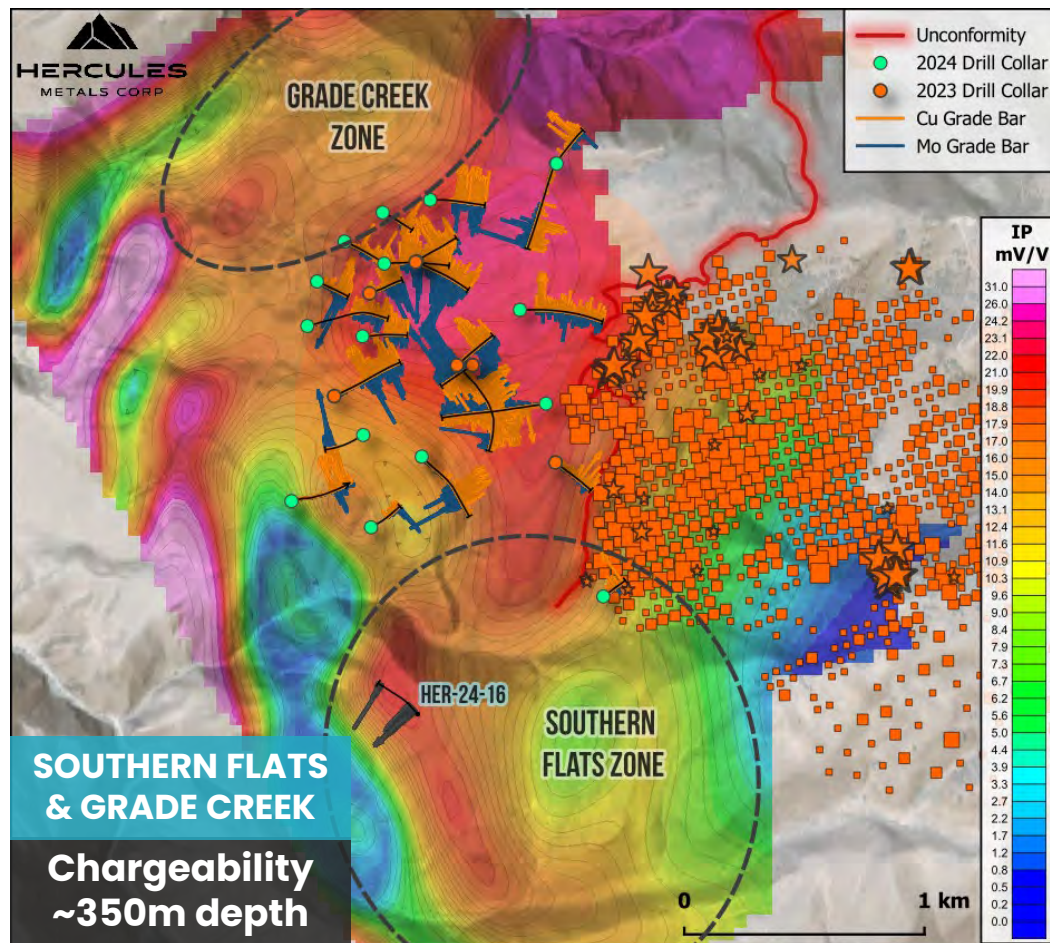 HERCULES
METALS CORP
GRADE CREEK
ZONE
Unconformity
2024 Drill Collar
2023 Drill Collar
Cu Grade Bar
Mo Grade Bar
IP
mV/V
31.0
26.0
24.2
23.1
22.0
21.0
19.9
18.8
17.9
17.0
16.0
15.0
14.0
13.1
12.4
11.6
10.9
10.3
9.6
9.0
8.4
7.9
7.3
6.7
6.2
5.6
5.0
4.4
3.9
3.3
2.7
2.2
1.7
1.2
0.8
0.5
0.2
0.0
HER-24-16
SOUTHERN
FLATS ZONE
SOUTHERN FLATS
& GRADE CREEK
Chargeability
~350m depth
0 1 km